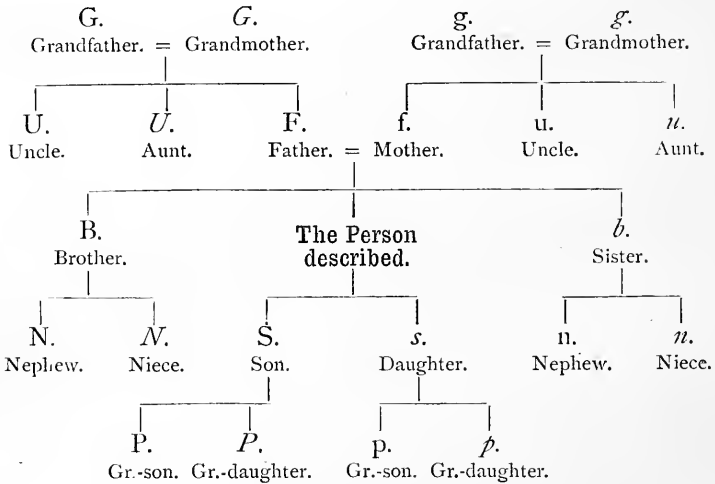 G. G. g. g.
Grandfather. = Grandmother. Grandfather. = Grandmother.
U. U. F. f. u. u.
Uncle. Aunt. Father. = Mother. Uncle. Aunt.
B. The Person b.
Brother. described. Sister.
N. N. S. s. n. n.
Nephew. Niece. Son. Daughter. Nephew. Niece.
P. P. p. p.
Gr.-son. Gr.-daughter. Gr.-son. Gr.-daughter.